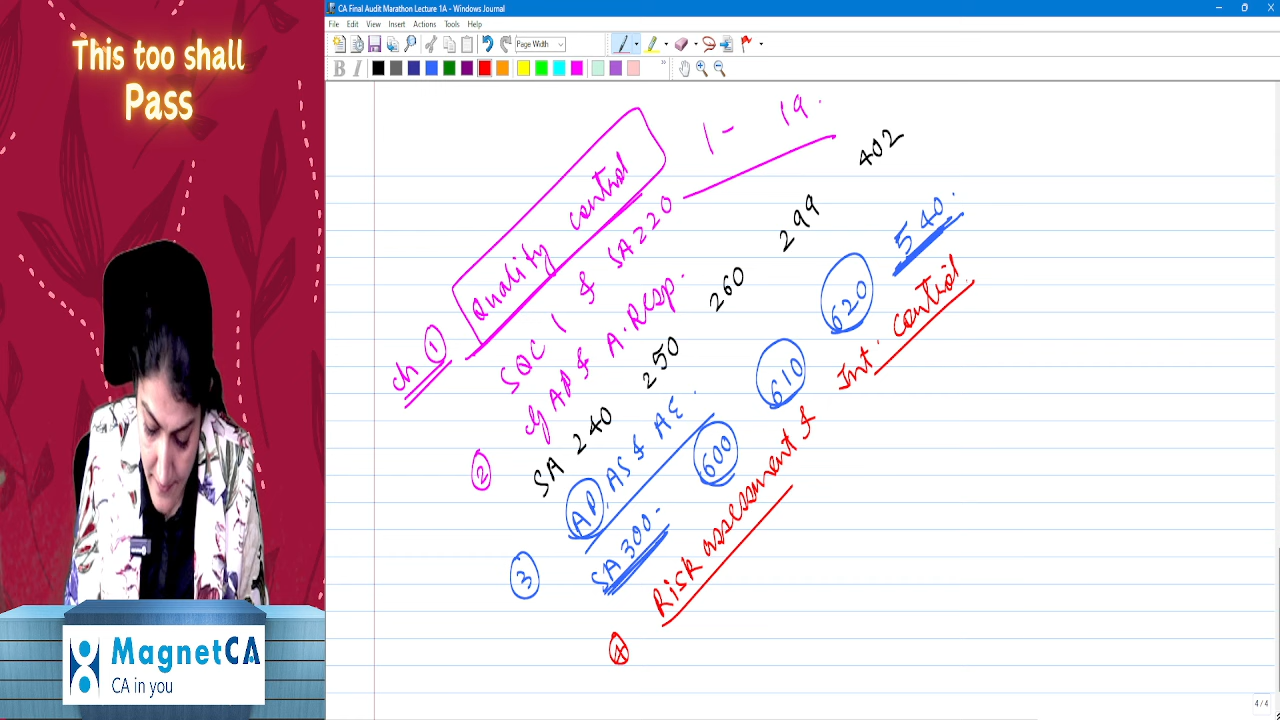 This too shall
Pass
MagnetCA
CA in you
CA Final Audit Marathon Lecture 1A - Windows Journal
File Edit View Insert Actions Tools Help
Page Width
B I
1 - 19.
ch 1 Quality control
SQC 1 & SA220
2 GAP & A. Resp.
SA 240 250 260 299 402
3 AP, AS & AE.
SA 300- 600 610 620 540.
4 Risk assessment & Int. control
4 / 4